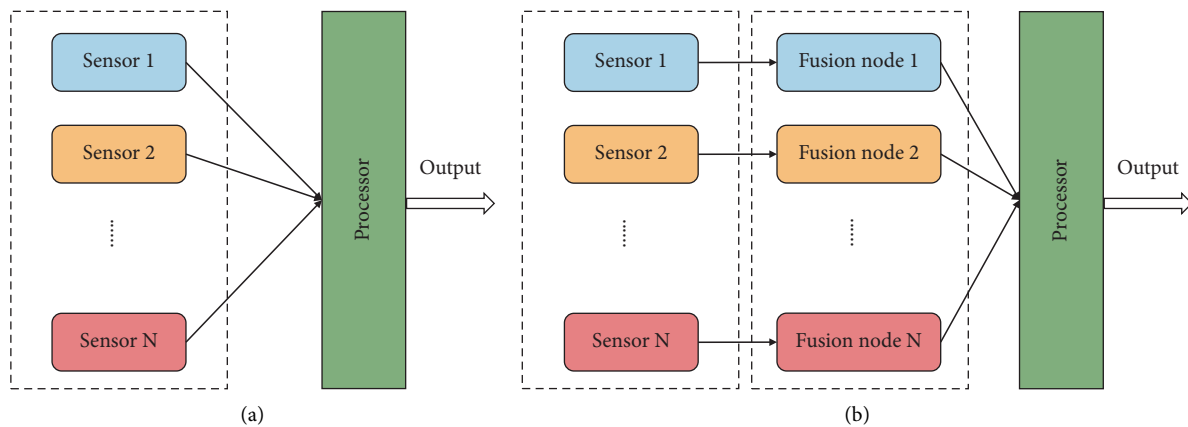 Sensor 1
Sensor 2
......
Sensor N
Processor
Output
(a)
Sensor 1
Sensor 2
......
Sensor N
Fusion node 1
Fusion node 2
......
Fusion node N
Processor
Output
(b)